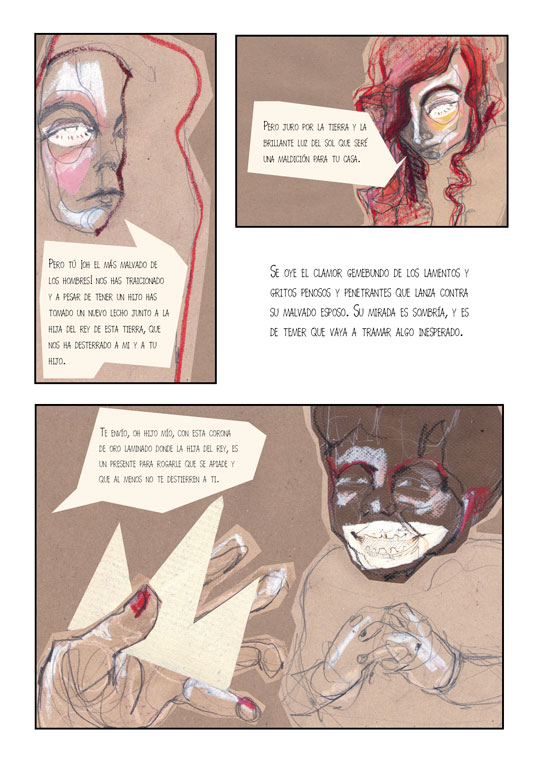 Pero tú ¡oh el más malvado de
los hombres! nos has traicionado
y a pesar de tener un hijo has
tomado un nuevo lecho junto a la
hija del rey de esta tierra, que
nos ha desterrado a mi y a tu
hijo.
Pero juro por la tierra y la
brillante luz del sol que seré
una maldición para tu casa.
Se oye el clamor gemebundo de los lamentos y
gritos penosos y penetrantes que lanza contra
su malvado esposo. Su mirada es sombría, y es
de temer que vaya a tramar algo inesperado.
Te envío, oh hijo mío, con esta corona
de oro laminado donde la hija del rey, es
un presente para rogarle que se apiade y
que al menos no te destierren a ti.